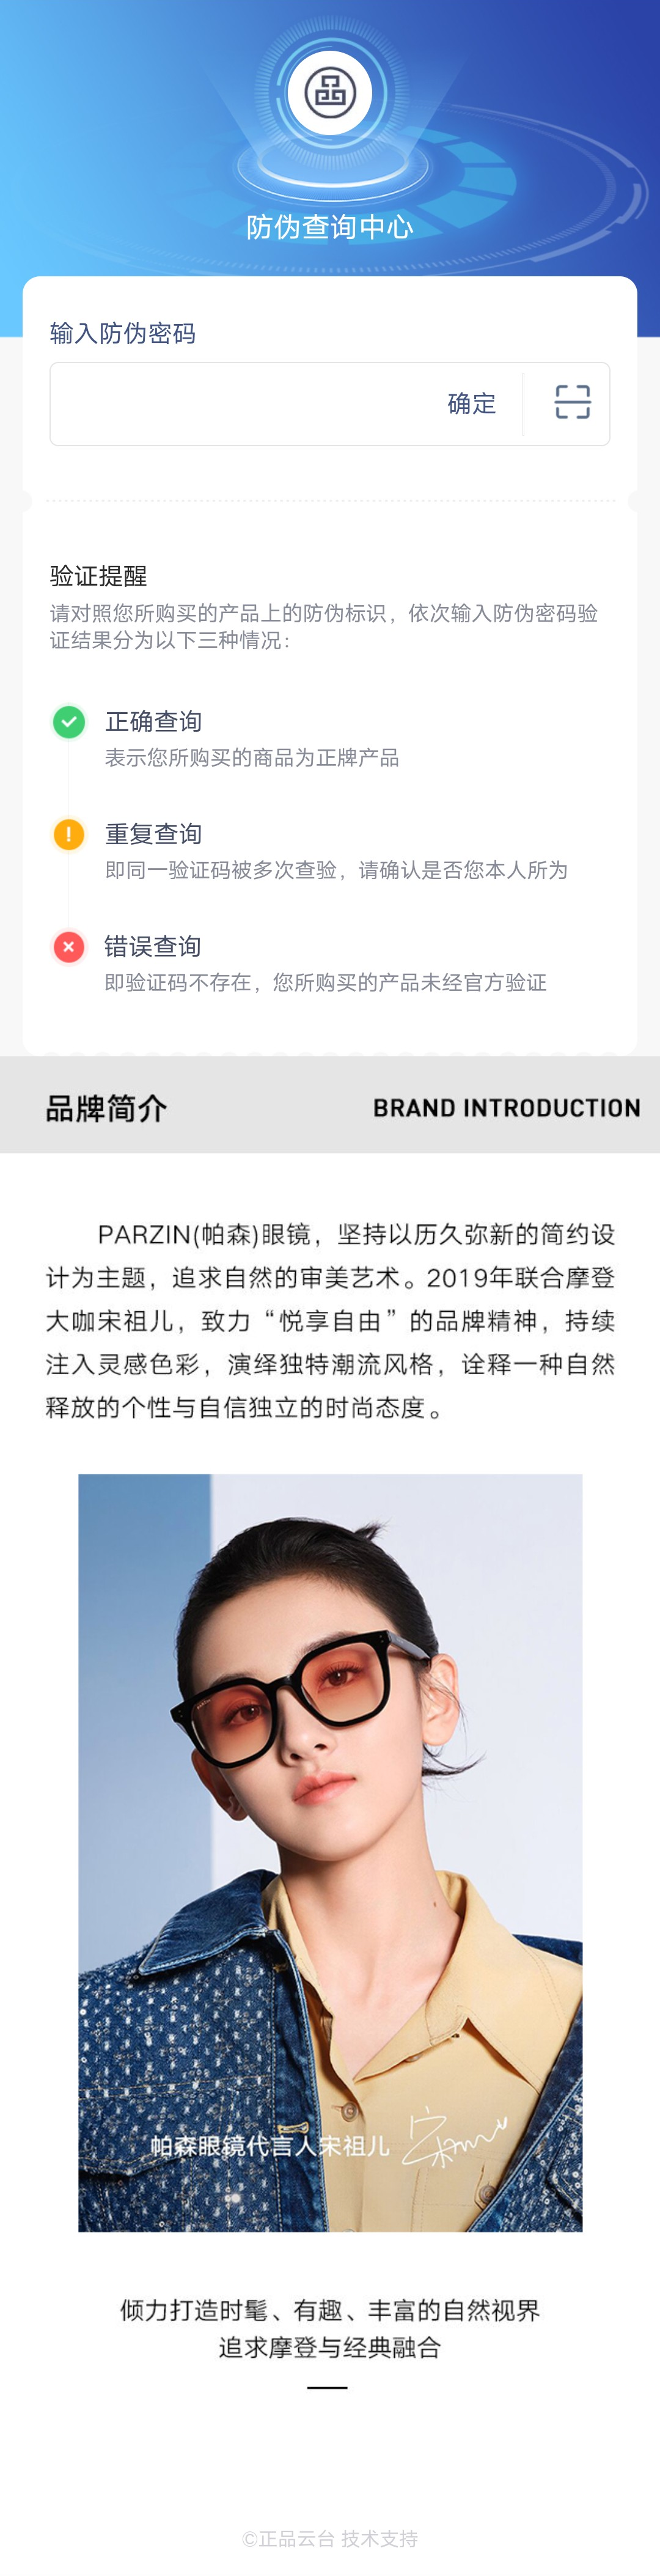 防伪查询中心
输入防伪密码
确定
验证提醒
请对照您所购买的产品上的防伪标识，依次输入防伪密码验
证结果分为以下三种情况：
正确查询
表示您所购买的商品为正牌产品
重复查询
即同一验证码被多次查验，请确认是否您本人所为
错误查询
即验证码不存在，您所购买的产品未经官方验证
品牌简介 BRAND INTRODUCTION
PARZIN(帕森)眼镜，坚持以历久弥新的简约设
计为主题，追求自然的审美艺术。2019年联合摩登
大咖宋祖儿，致力“悦享自由”的品牌精神，持续
注入灵感色彩，演绎独特潮流风格，诠释一种自然
释放的个性与自信独立的时尚态度。
帕森眼镜代言人宋祖儿
倾力打造时髦、有趣、丰富的自然视界
追求摩登与经典融合
©正品云台 技术支持